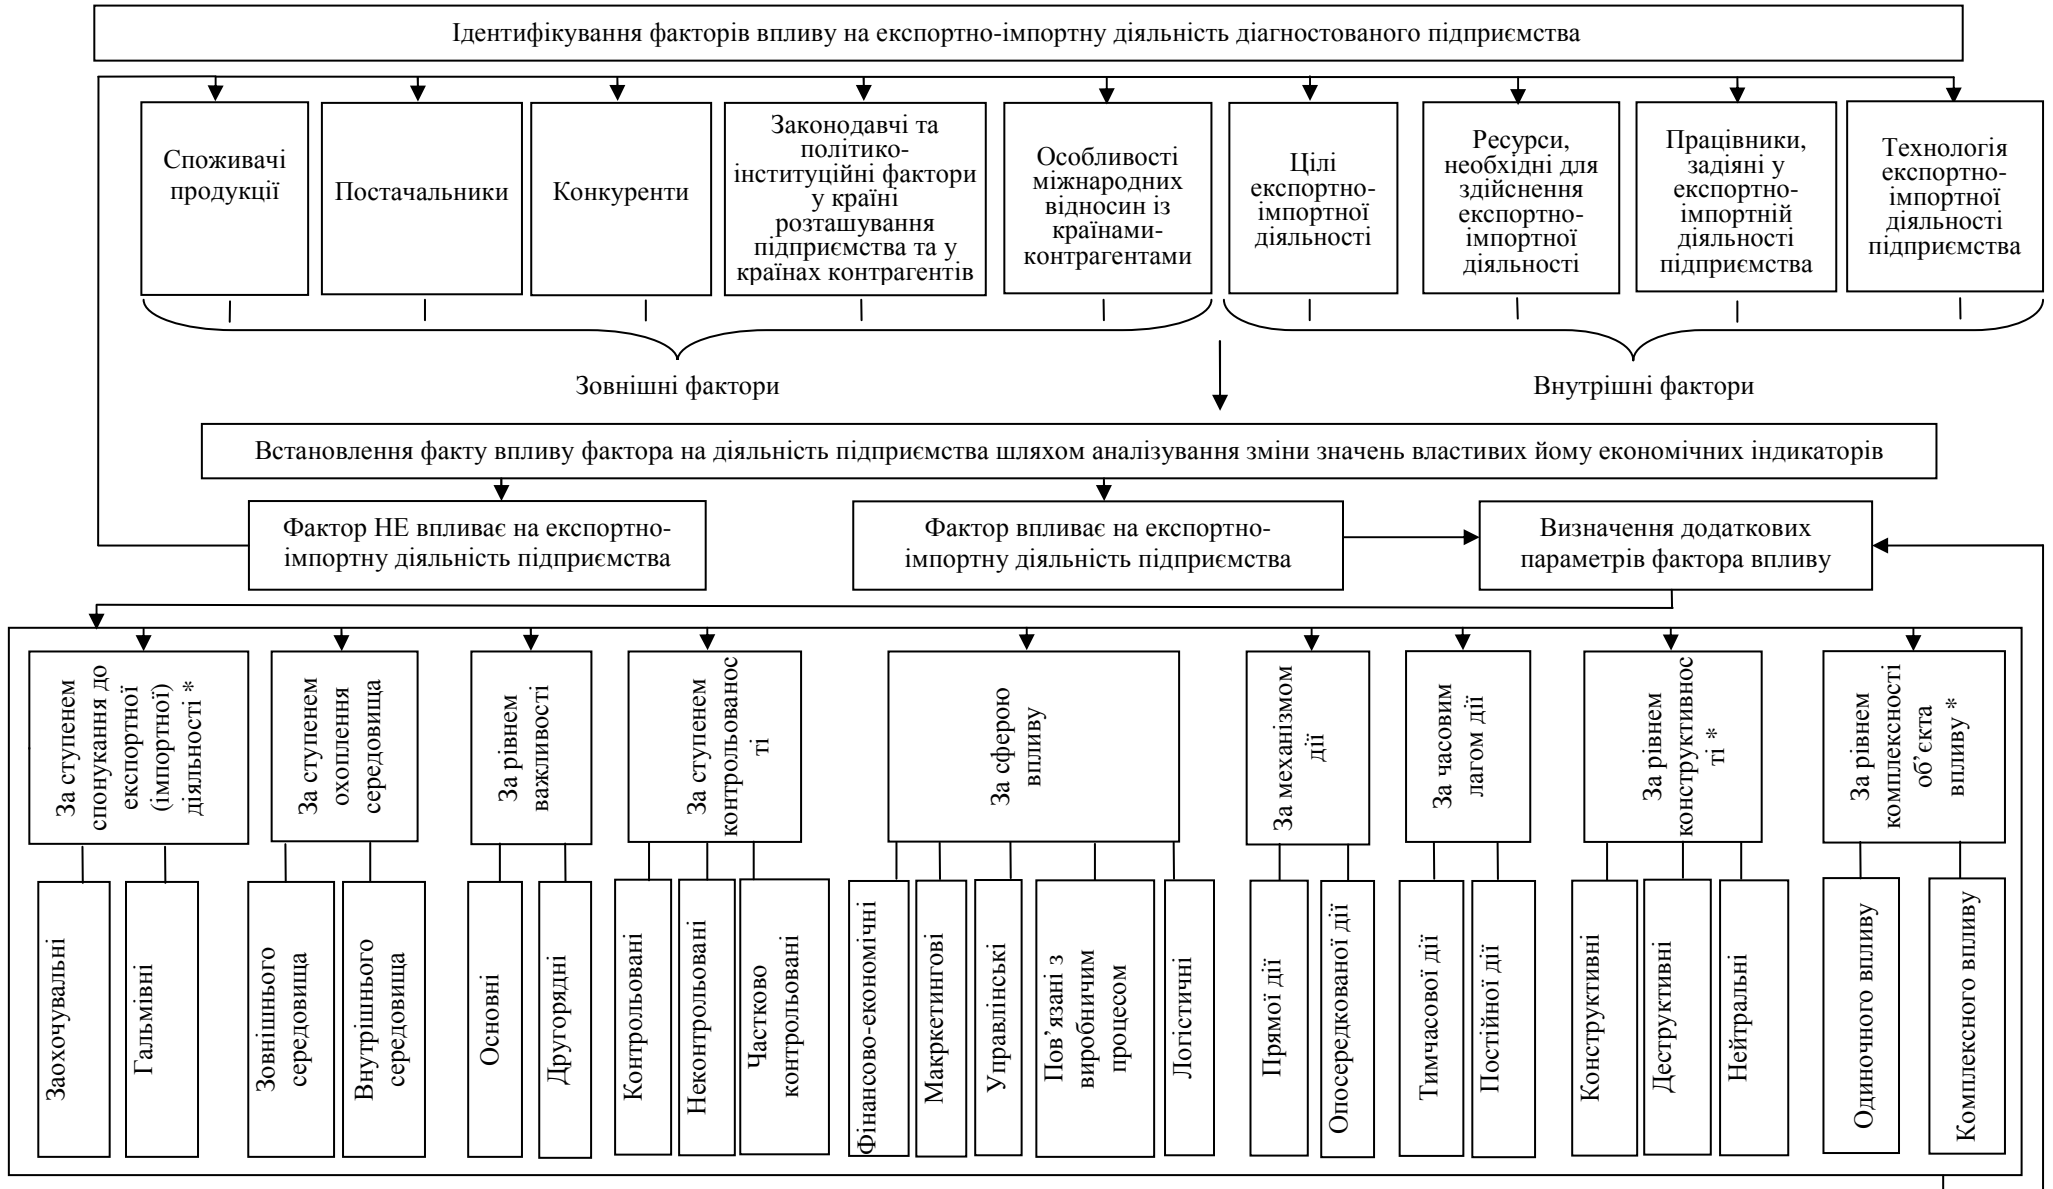 Ідентифікування факторів впливу на експортно-імпортну діяльність діагностованого підприємства
Споживачі
продукції
Постачальники
Конкуренти
Законодавчі та
політико-
інституційні фактори
у країні
розташування
підприємства та у
країнах контрагентів
Особливості
міжнародних
відносин із
країнами-
контрагентами
Цілі
експортно-
імпортної
діяльності
Ресурси,
необхідні для
здійснення
експортно-
імпортної
діяльності
Працівники,
задіяні у
експортно-
імпортній
діяльності
підприємства
Технологія
експортно-
імпортної
діяльності
підприємства
Зовнішні фактори
Внутрішні фактори
Встановлення факту впливу фактора на діяльність підприємства шляхом аналізування зміни значень властивих йому економічних індикаторів
Фактор НЕ впливає на експортно-
імпортну діяльність підприємства
Фактор впливає на експортно-
імпортну діяльність підприємства
Визначення додаткових
параметрів фактора впливу
За ступенем
спонукання до
експортної
(імпортної)
діяльності *
За ступенем
охоплення
середовища
За рівнем
важливості
За ступенем
контрольованос
ті
За сферою
впливу
За механізмом
дії
За часовим
лагом дії
За рівнем
конструктивнос
ті *
За рівнем
комплексності
об’єкта
впливу *
Заохочувальні
Гальмівні
Зовнішнього
середовища
Внутрішнього
середовища
Основні
Другорядні
Контрольовані
Неконтрольовані
Частково
контрольовані
Фінансово-економічні
Макркетингові
Управлінські
Пов’язані з
виробничим
процесом
Логістичні
Прямої дії
Опосередкованої дії
Тимчасової дії
Постійної дії
Конструктивні
Деструктивні
Нейтральні
Одиночного впливу
Комплексного впливу